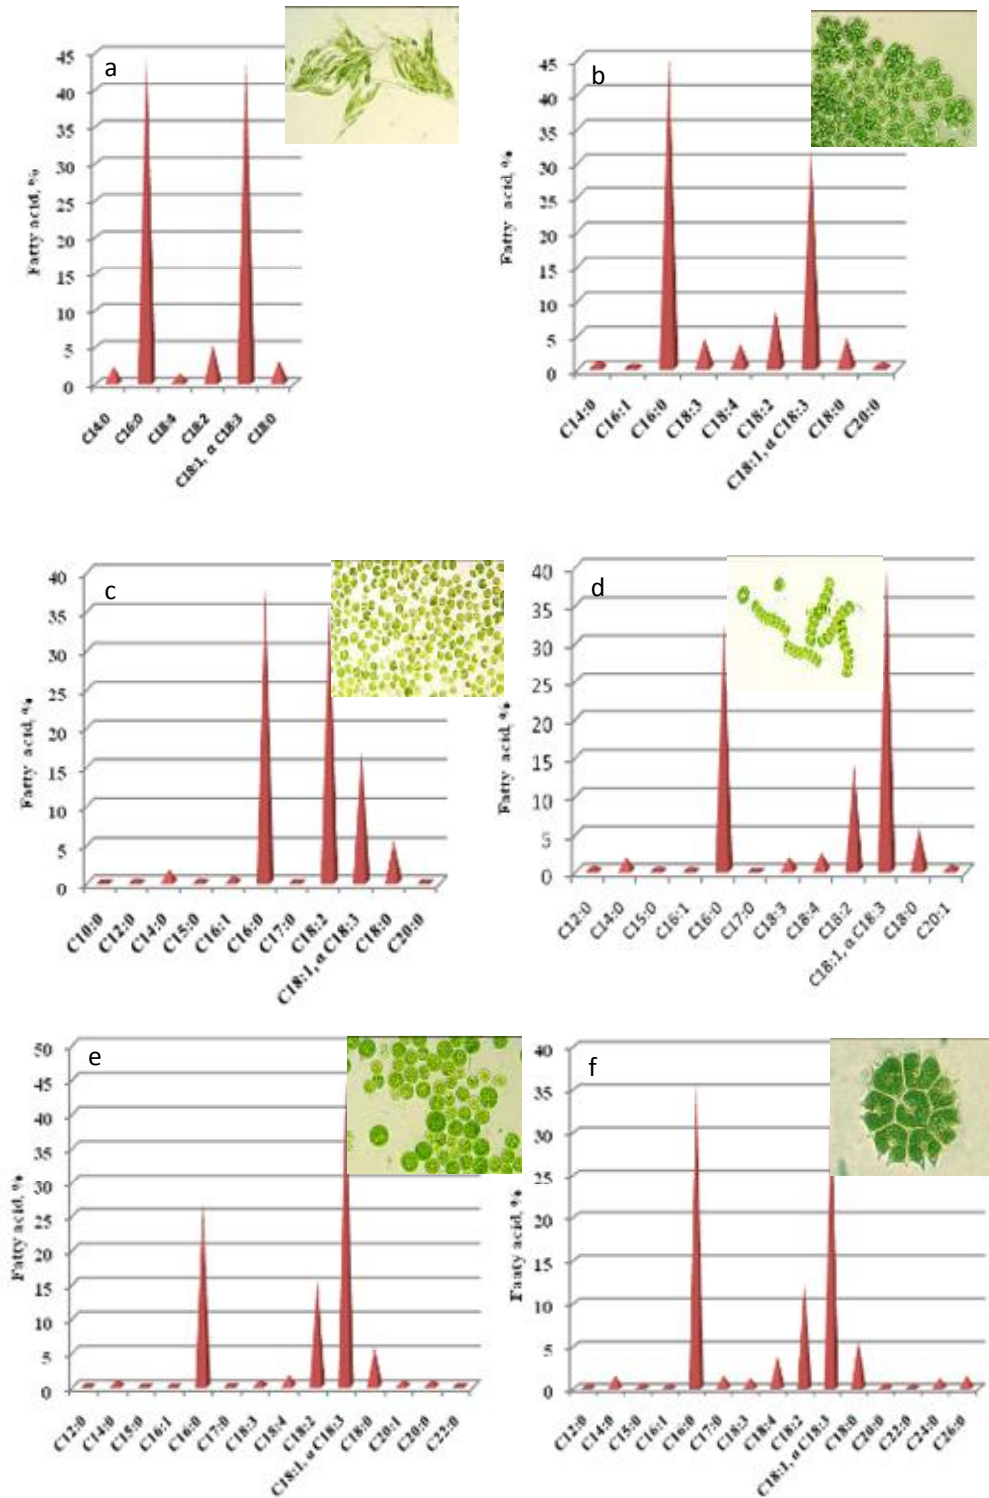 a
Fatty acid, %
45
40
35
30
25
20
15
10
5
0
C14:0
C16:0
C18:4
C18:2
C18:1, α C18:3
C18:0
b
Fatty acid, %
45
40
35
30
25
20
15
10
5
0
C14:0
C16:1
C16:0
C18:3
C18:4
C18:2
C18:1, α C18:3
C18:0
C20:0
c
Fatty acid, %
40
35
30
25
20
15
10
5
0
C10:0
C12:0
C14:0
C15:0
C16:1
C16:0
C17:0
C18:2
C18:1, α C18:3
C18:0
C20:0
d
Fatty acid, %
40
35
30
25
20
15
10
5
0
C12:0
C14:0
C15:0
C16:1
C16:0
C17:0
C18:3
C18:4
C18:2
C18:1, α C18:3
C18:0
C20:1
e
Fatty acid, %
50
45
40
35
30
25
20
15
10
5
0
C12:0
C14:0
C15:0
C16:1
C16:0
C17:0
C18:3
C18:4
C18:2
C18:1, α C18:3
C18:0
C20:1
C20:0
C22:0
f
Faaty acid, %
40
35
30
25
20
15
10
5
0
C12:0
C14:0
C15:0
C16:1
C16:0
C17:0
C18:3
C18:4
C18:2
C18:1, α C18:3
C18:0
C20:0
C22:0
C24:0
C26:0